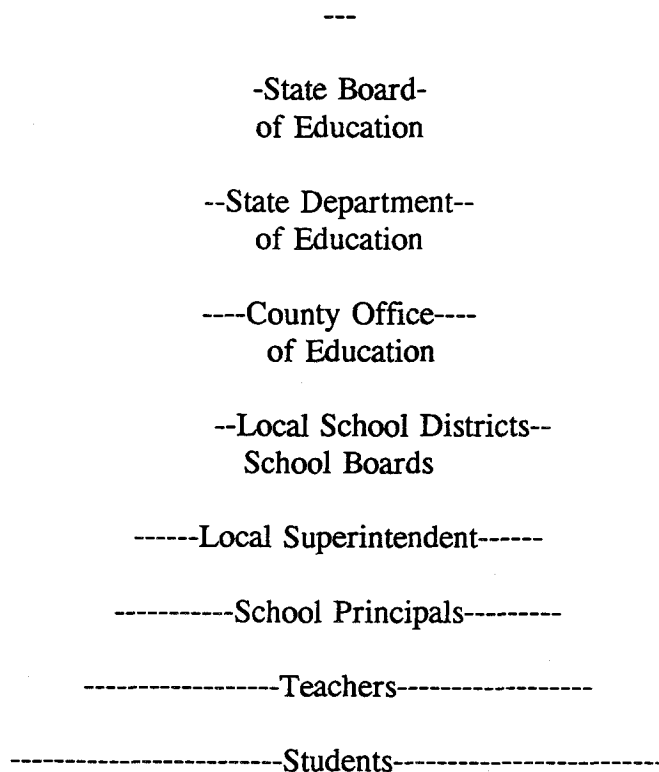 ---
-State Board-
of Education
--State Department--
of Education
----County Office----
of Education
--Local School Districts--
School Boards
------Local Superintendent------
-----------School Principals---------
------------------Teachers------------------
-------------------------Students-------------------------